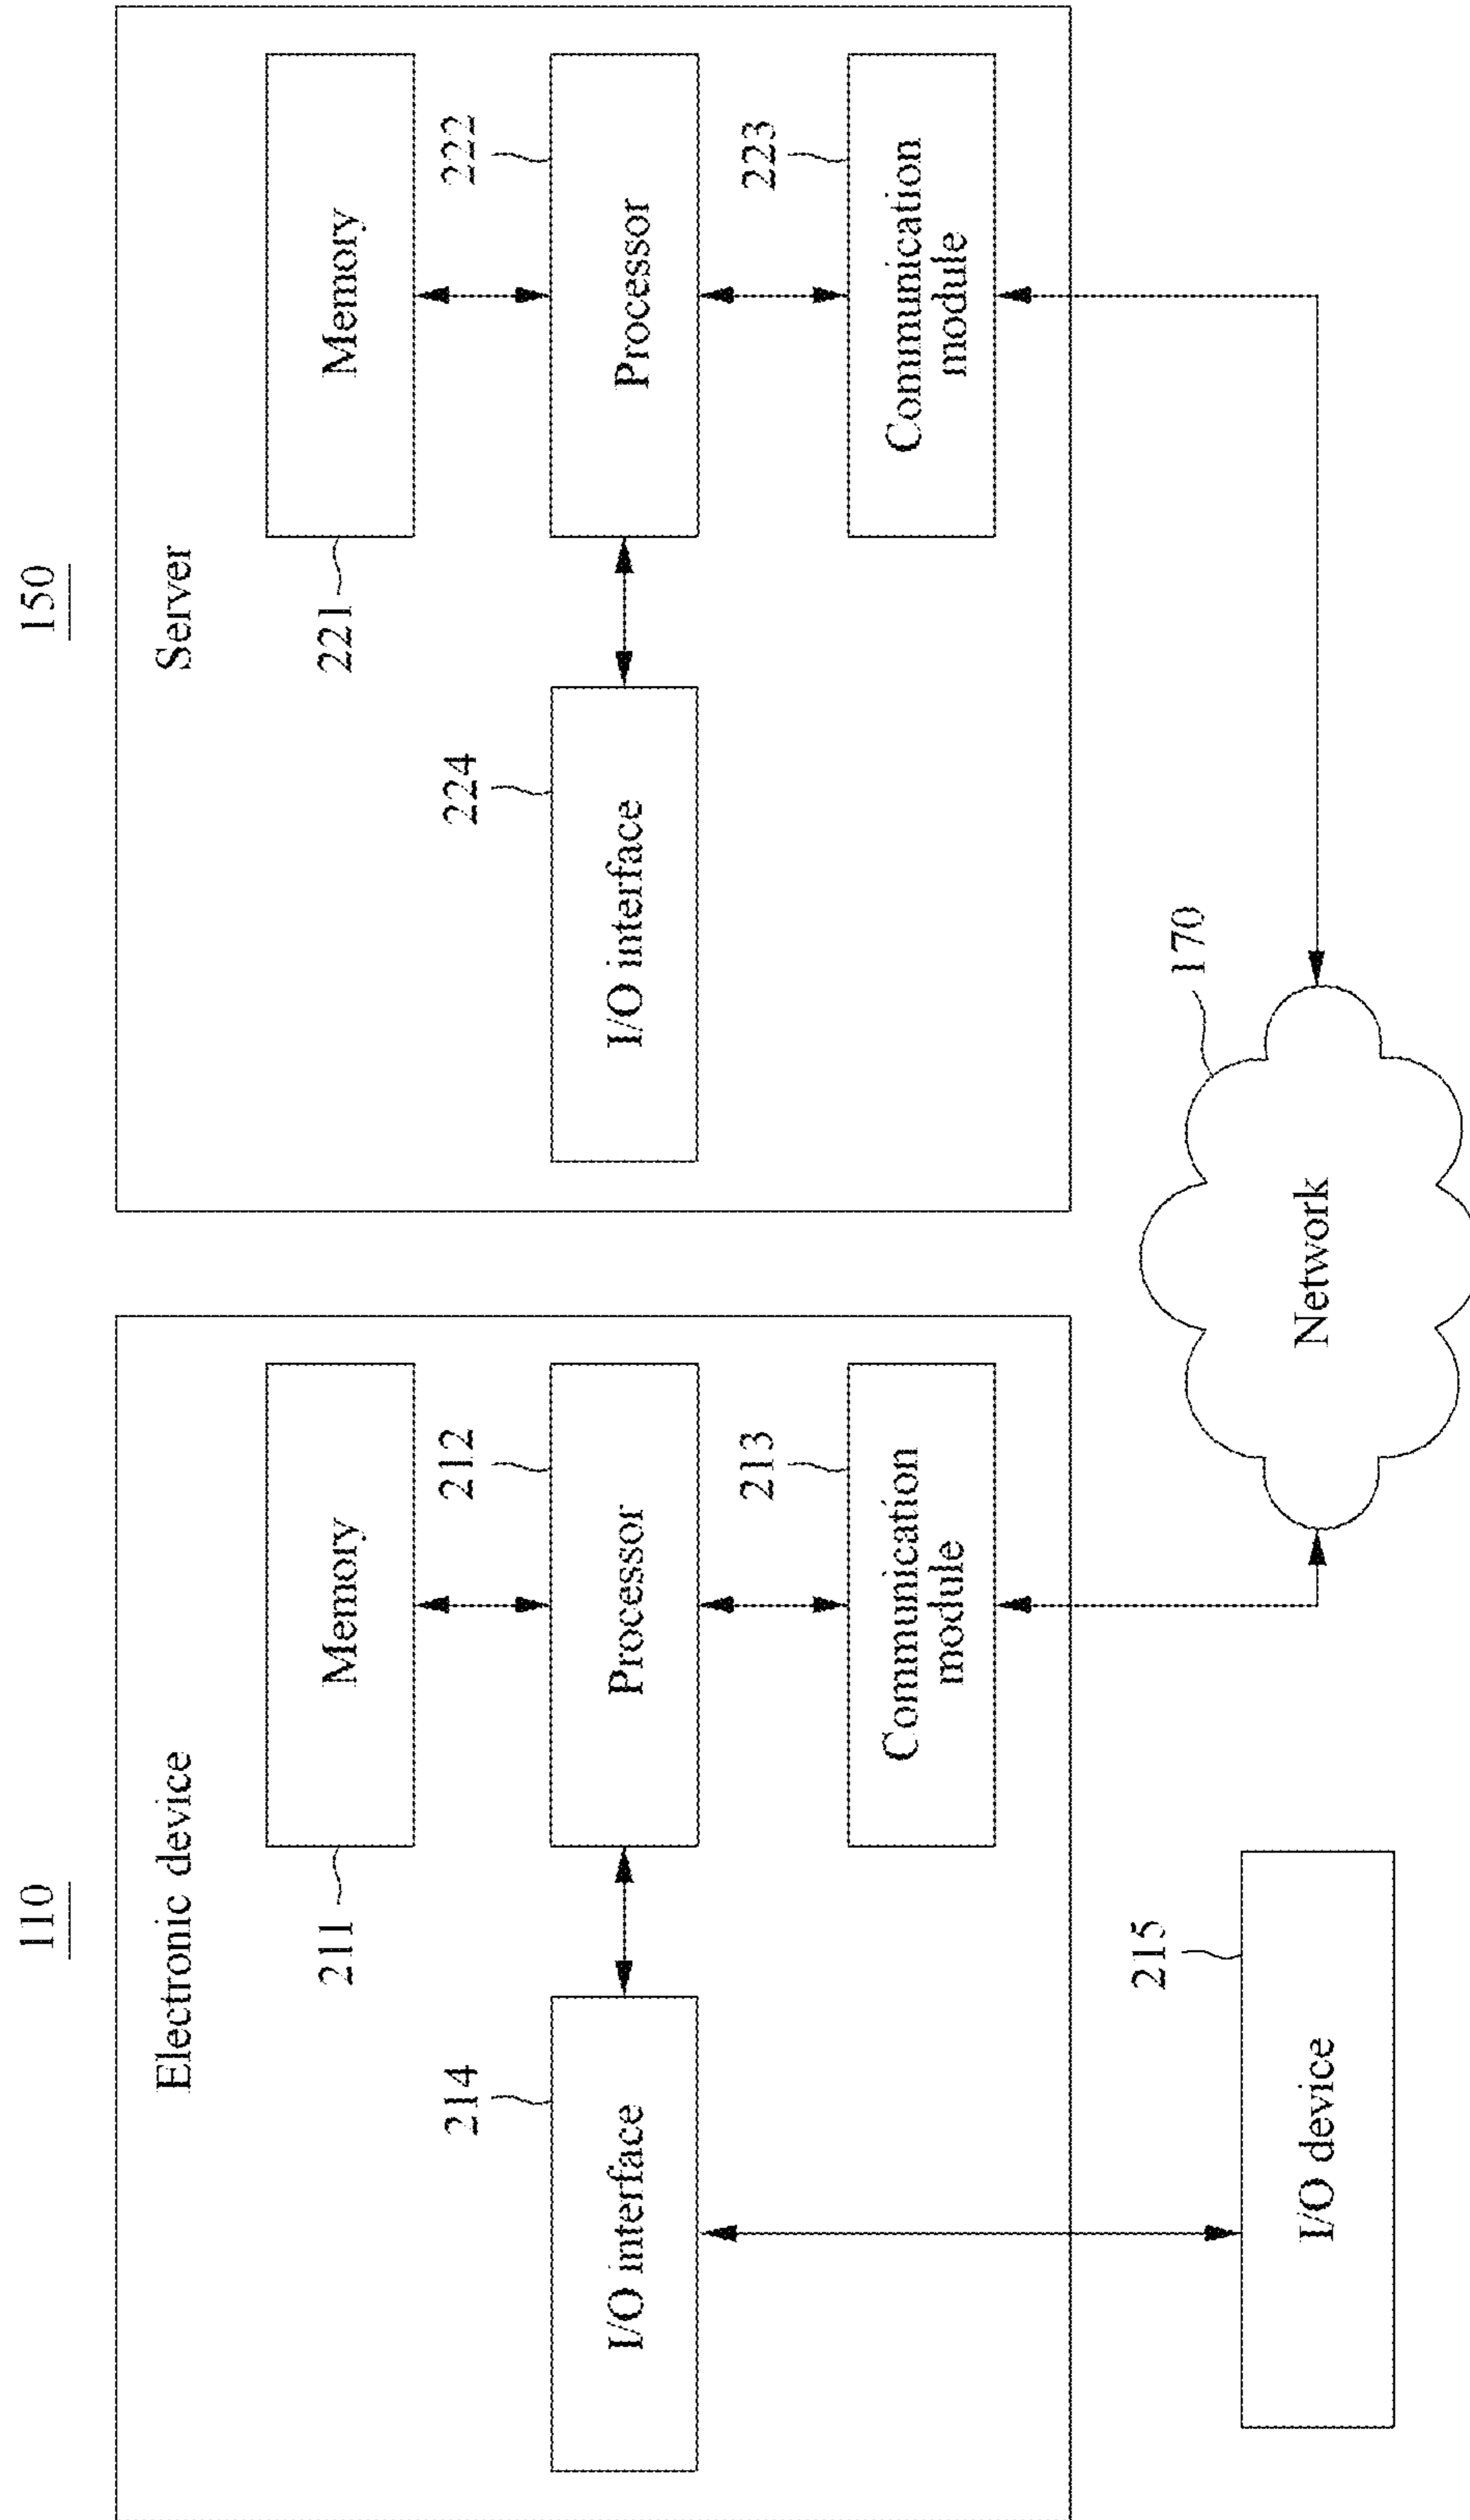 110
Electronic device
Memory
211
212
Processor
214
I/O interface
213
Communication
module
215
I/O device
150
Server
Memory
221
222
Processor
224
I/O interface
223
Communication
module
170
Network